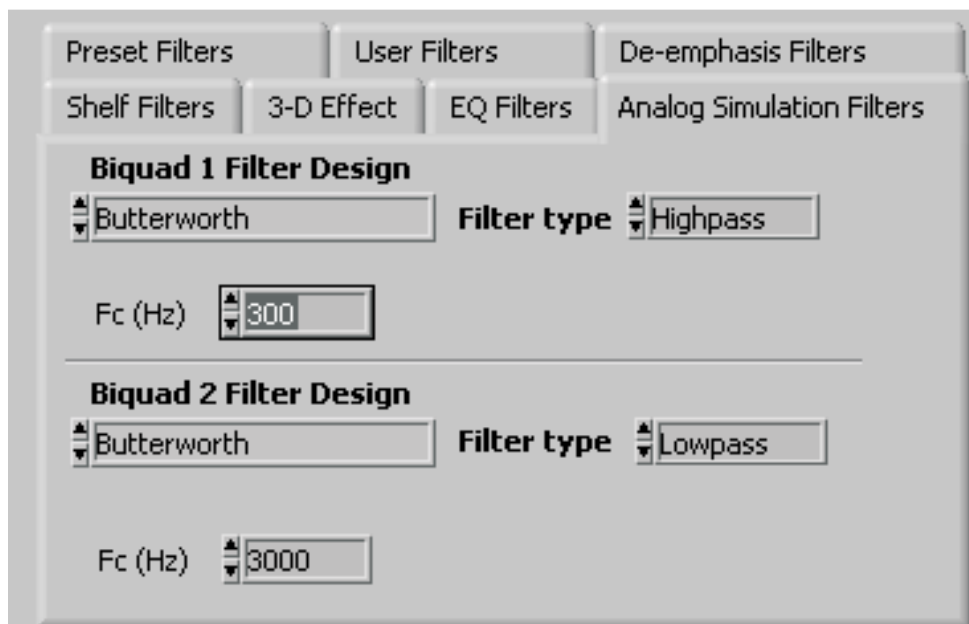 Preset Filters User Filters De-emphasis Filters
Shelf Filters 3-D Effect EQ Filters Analog Simulation Filters
Biquad 1 Filter Design
Butterworth Filter type Highpass
Fc (Hz) 300
Biquad 2 Filter Design
Butterworth Filter type Lowpass
Fc (Hz) 3000